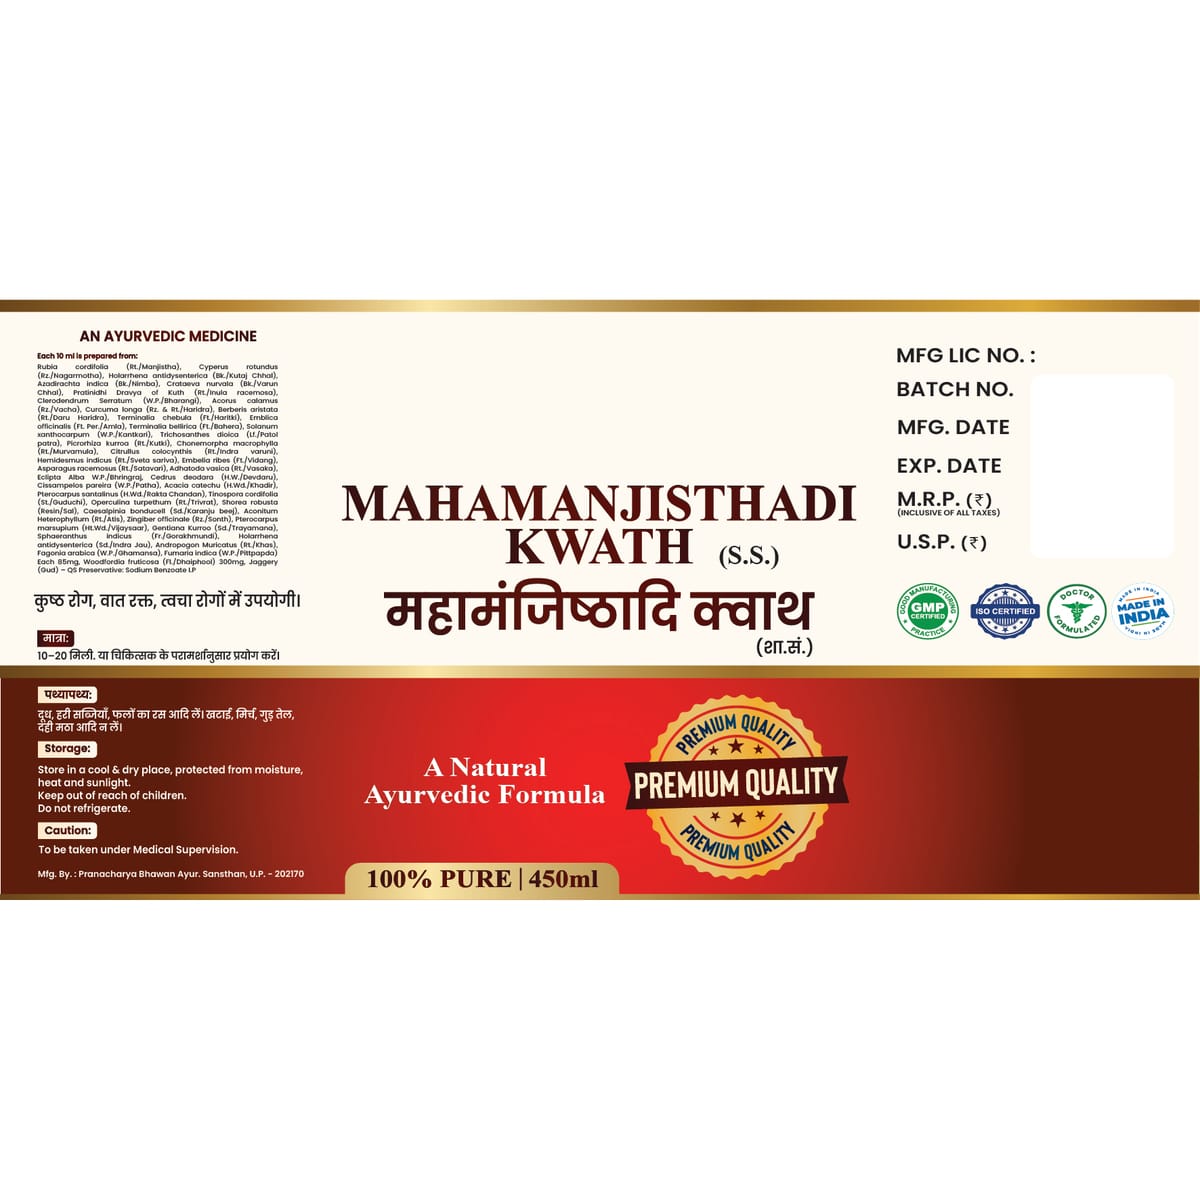 AN AYURVEDIC MEDICINE
Each 10 ml is prepared from:
Rubia cordifolia (Rt./Manjistha), Cyperus rotundus
(Rz./Nagarmotha), Holarrhena antidysenterica (Bk./Kutaj Chhal),
Azadirachta indica (Bk./Nimba), Crataeva nurvala (Bk./Varun
Chhal), Pratinidhi Dravya of Kuth (Rt./Inula racemosa),
Clerodendrum Serratum (W.P./Bharangi), Acorus calamus
(Rz./Vacha), Curcuma longa (Rz. & Rt./Haridra), Berberis aristata
(Rt./Daru Haridra), Terminalia chebula (Ft./Haritki), Emblica
officinalis (Ft. Per./Amla), Terminalia bellirica (Ft./Bahera), Solanum
xanthocarpum (W.P./Kantkari), Trichosanthes dioica (Lf./Patol
patra), Picrorhiza kurroa (Rt./Kutki), Chonemorpha macrophylla
(Rt./Murvamula), Citrullus colocynthis (Rt./Indra varuni),
Hemidesmus indicus (Rt./Sveta sariva), Embelia ribes (Ft./Vidang),
Asparagus racemosus (Rt./Satavari), Adhatoda vasica (Rt./Vasaka),
Eclipta Alba W.P./Bhringraj, Cedrus deodara (H.W./Devdaru),
Cissampelos pareira (W.P./Patha), Acacia catechu (H.Wd./Khadir),
Pterocarpus santalinus (H.Wd./Rakta Chandan), Tinospora cordifolia
(St./Guduchi), Operculina turpethum (Rt./Trivrat), Shorea robusta
(Resin/Sal), Caesalpinia bonducell (Sd./Karanju beej), Aconitum
Heterophyllum (Rt./Atis), Zingiber officinale (Rz./Sonth), Pterocarpus
marsupium (Ht.Wd./Vijaysaar), Gentiana Kurroo (Sd./Trayamana),
Sphaeranthus indicus (Fr./Gorakhmundi), Holarrhena
antidysenterica (Sd./Indra Jau), Andropogon Muricatus (Rt./Khas),
Fagonia arabica (W.P./Ghamansa), Fumaria indica (W.P./Pittpapda)
Each 85mg, Woodfordia fruticosa (Fl./Dhaiphool) 300mg, Jaggery
(Gud) – QS Preservative: Sodium Benzoate I.P
कुष्ठ रोग, वात रक्त, त्वचा रोगों में उपयोगी।
मात्रा:
10–20 मिली. या चिकित्सक के परामर्शानुसार प्रयोग करें।
पथ्यापथ्य:
दूध, हरी सब्जियाँ, फलों का रस आदि लें। खटाई, मिर्च, गुड़ तेल,
दही मठा आदि न लें।
Storage:
Store in a cool & dry place, protected from moisture,
heat and sunlight.
Keep out of reach of children.
Do not refrigerate.
Caution:
To be taken under Medical Supervision.
Mfg. By. : Pranacharya Bhawan Ayur. Sansthan, U.P. - 202170
MAHAMANJISTHADI
KWATH (S.S.)
महामंजिष्ठादि क्वाथ
(शा.सं.)
A Natural
Ayurvedic Formula
100% PURE | 450ml
PREMIUM QUALITY
PREMIUM QUALITY
PREMIUM QUALITY
MFG LIC NO. :
BATCH NO.
MFG. DATE
EXP. DATE
M.R.P. (₹)
(INCLUSIVE OF ALL TAXES)
U.S.P. (₹)
GOOD MANUFACTURING
GMP
CERTIFIED
PRACTICE
ISO CERTIFIED
DOCTOR
FORMULATED
MADE IN INDIA
MADE IN
INDIA
MADE IN INDIA